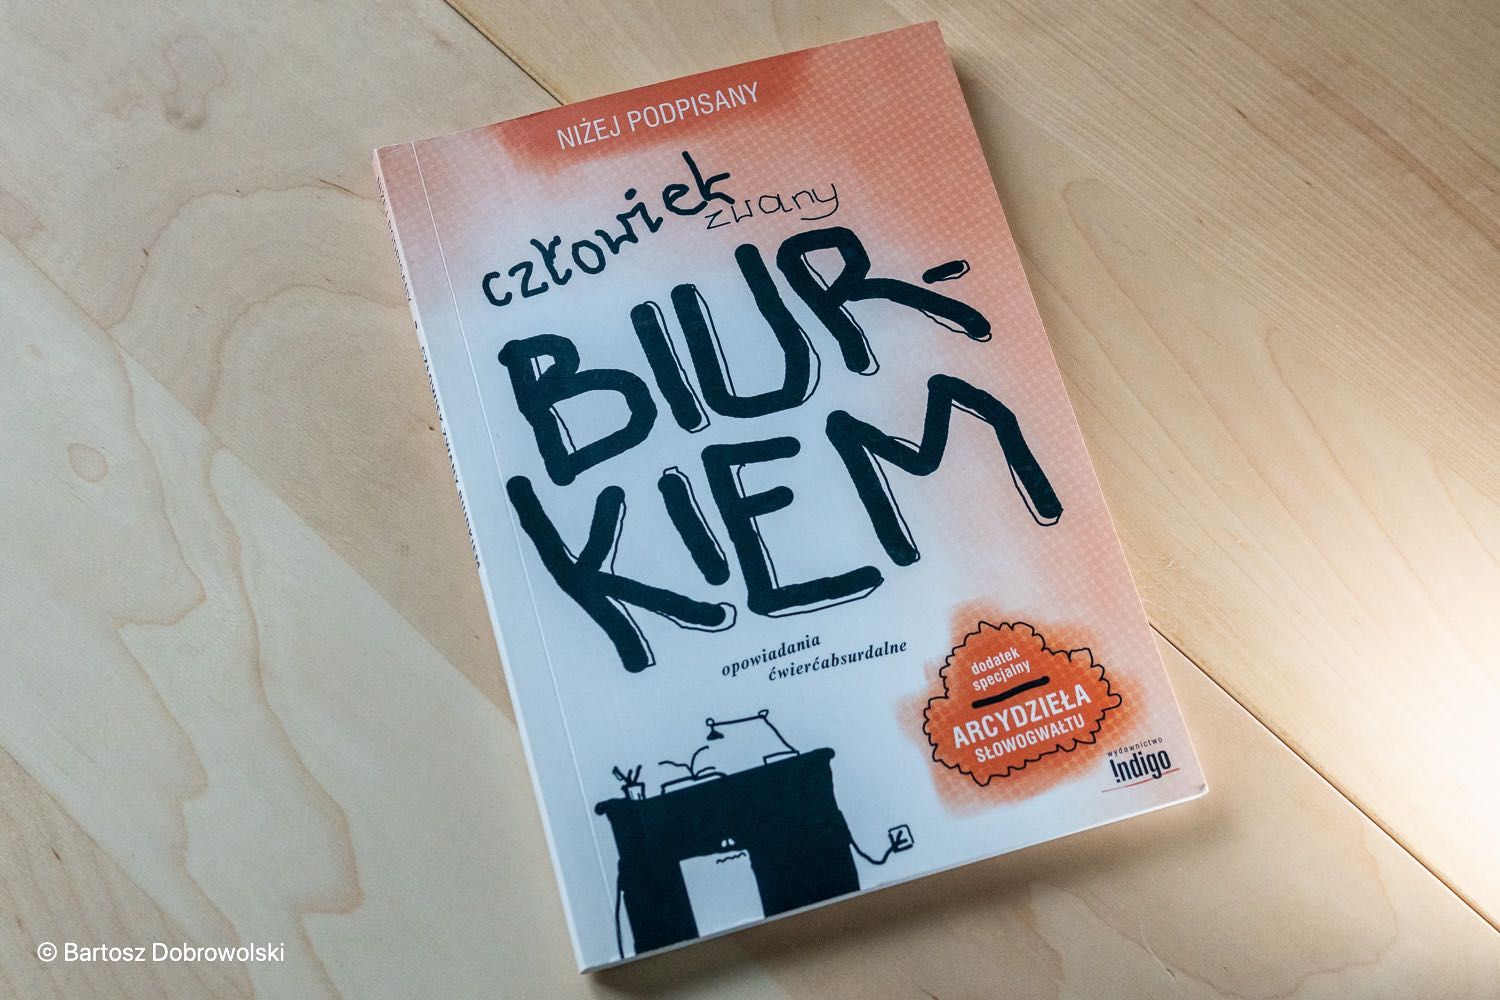 NIŻEJ PODPISANY
człowiek
zwany
BIUR-
KIEM
opowiadania
ćwierćabsurdalne
dodatek
specjalny
ARCYDZIEŁA
SŁOWOGWAŁTU
wydawnictwo
Indigo
© Bartosz Dobrowolski